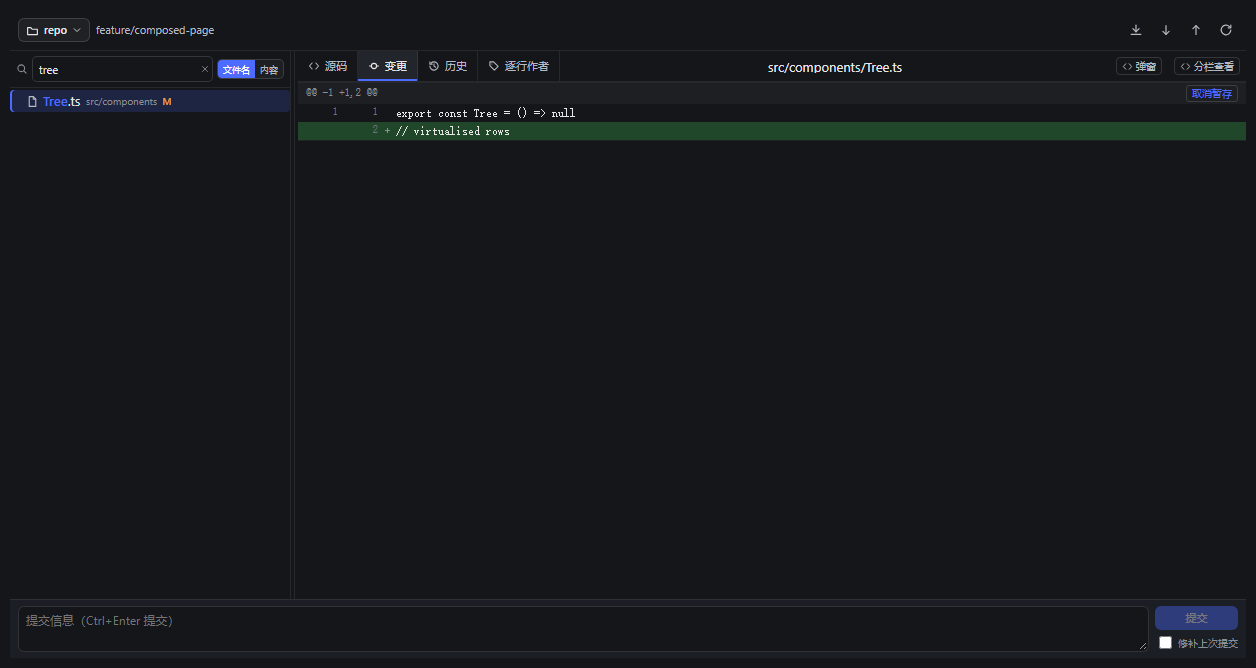 repo feature/composed-page
tree 文件名 内容
Tree.ts src/components M
源码 变更 历史 逐行作者 src/components/Tree.ts 弹窗 分栏查看
@@ -1 +1,2 @@ 取消暂存
1 1 export const Tree = () => null
2 + // virtualised rows
提交信息（Ctrl+Enter 提交）
提交
修补上次提交